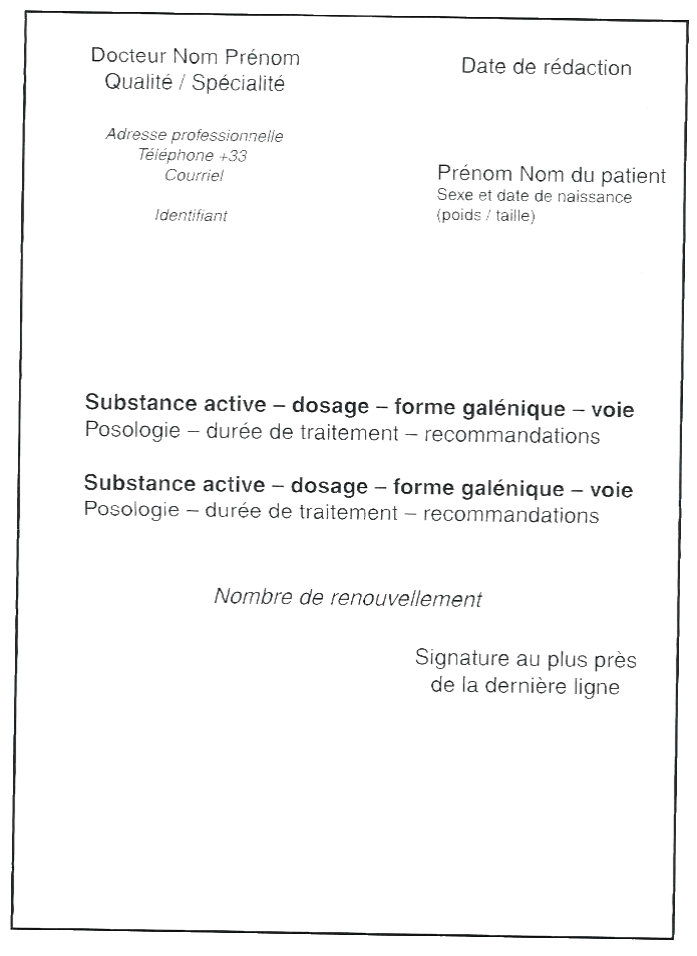 Docteur Nom Prénom
Qualité / Spécialité
Date de rédaction
Adresse professionnelle
Téléphone +33
Courriel
Identifiant
Prénom Nom du patient
Sexe et date de naissance
(poids / taille)
Substance active – dosage – forme galénique – voie
Posologie – durée de traitement – recommandations
Substance active – dosage – forme galénique – voie
Posologie – durée de traitement – recommandations
Nombre de renouvellement
Signature au plus près
de la dernière ligne